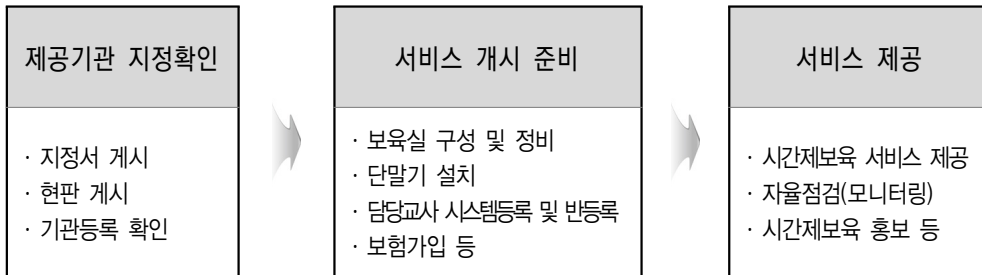 제공기관 지정확인
· 지정서 게시
· 현판 게시
· 기관등록 확인
서비스 개시 준비
· 보육실 구성 및 정비
· 단말기 설치
· 담당교사 시스템등록 및 반등록
· 보험가입 등
서비스 제공
· 시간제보육 서비스 제공
· 자율점검(모니터링)
· 시간제보육 홍보 등